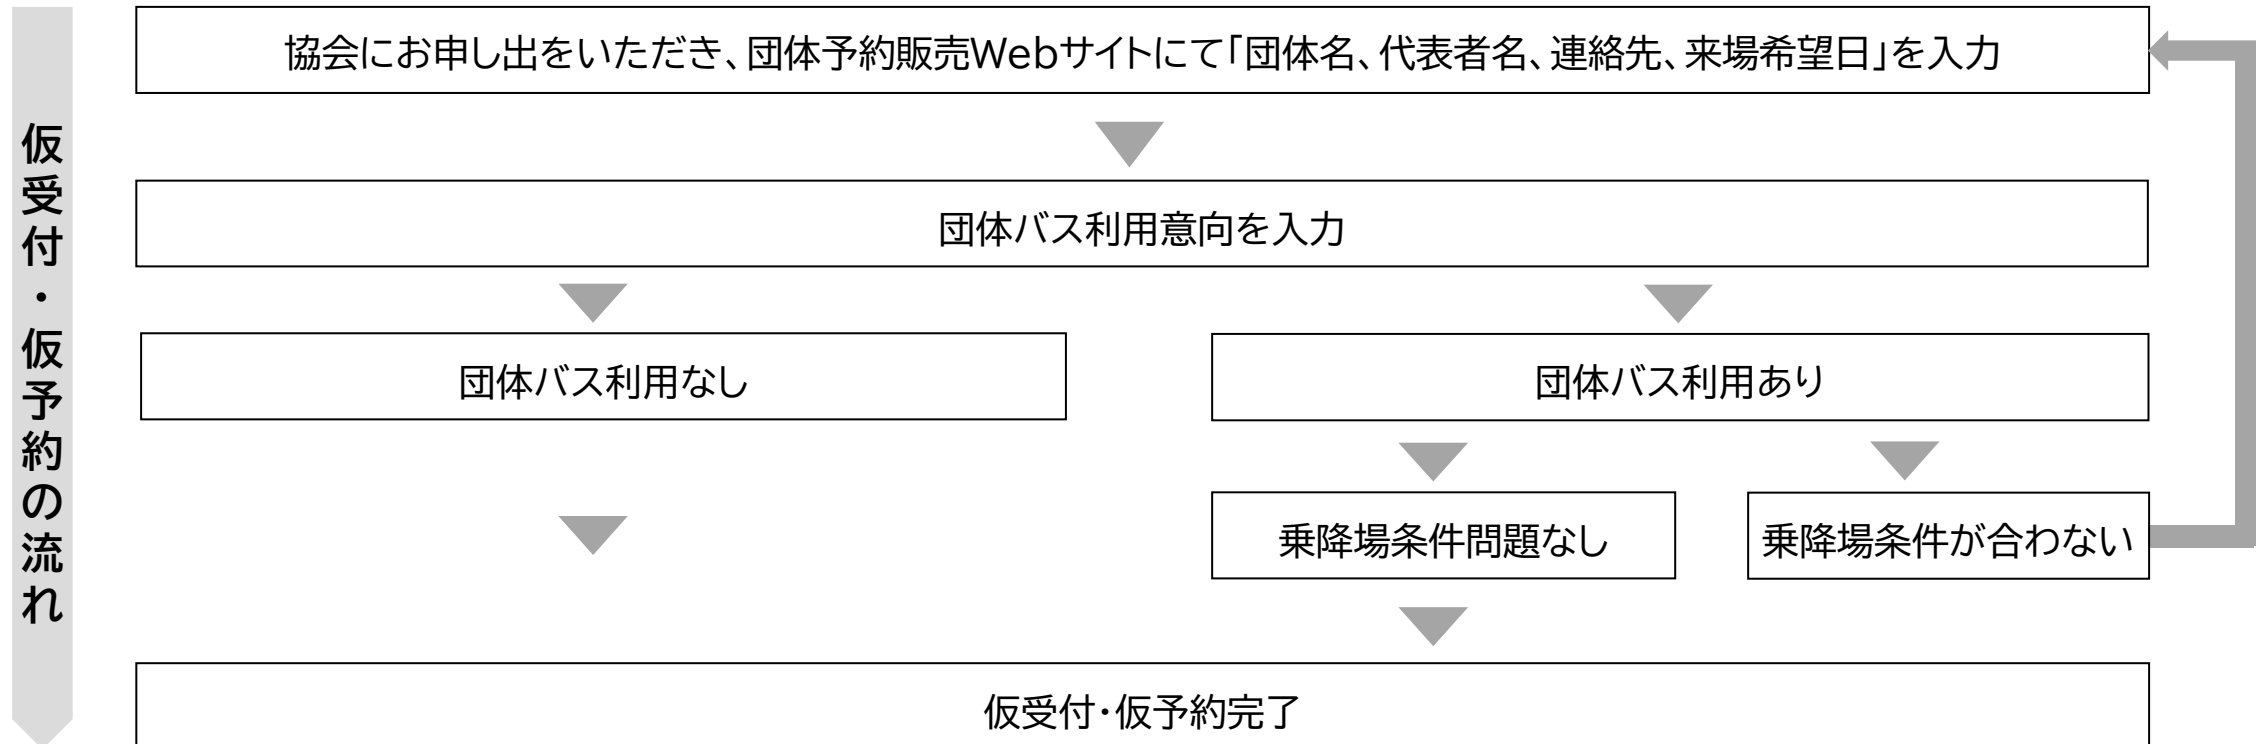 仮受付・仮予約の流れ
協会にお申し出をいただき、団体予約販売Webサイトにて「団体名、代表者名、連絡先、来場希望日」を入力
団体バス利用意向を入力
団体バス利用なし
団体バス利用あり
乗降場条件問題なし
乗降場条件が合わない
仮受付・仮予約完了